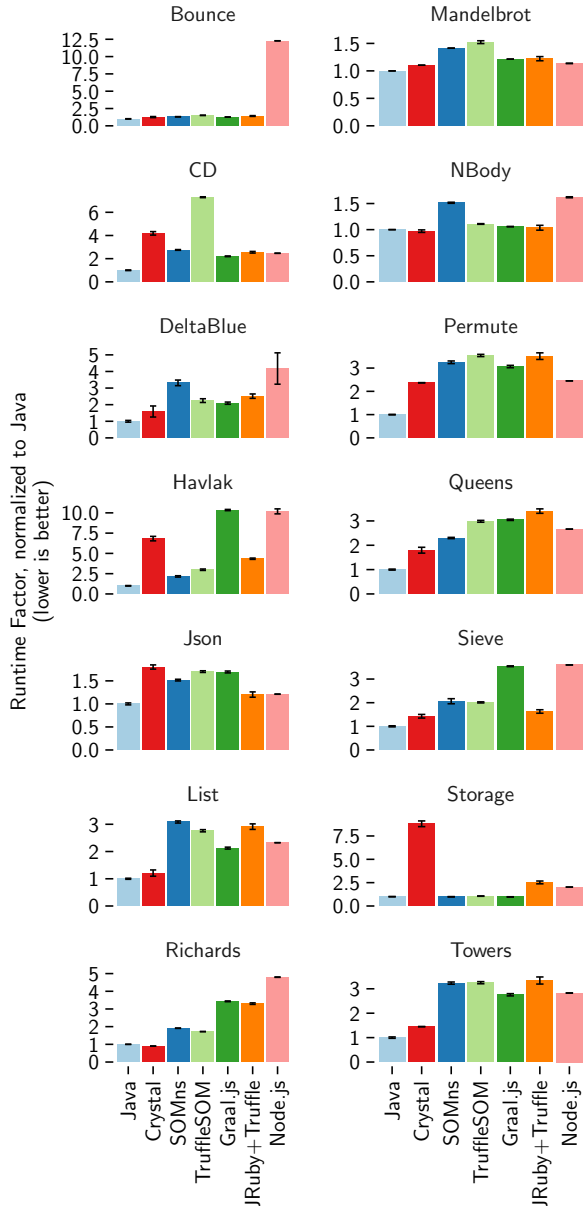 Bounce
12.5
10.0
7.5
5.0
2.5
0.0
Mandelbrot
1.5
1.0
0.5
0.0
CD
6
4
2
0
NBody
1.5
1.0
0.5
0.0
DeltaBlue
5
4
3
2
1
0
Permute
3
2
1
0
Havlak
10.0
7.5
5.0
2.5
0.0
Queens
3
2
1
0
Json
1.5
1.0
0.5
0.0
Sieve
3
2
1
0
List
3
2
1
0
Storage
7.5
5.0
2.5
0.0
Richards
5
4
3
2
1
0
Towers
3
2
1
0
Runtime Factor, normalized to Java
(lower is better)
Java
Crystal
SOMns
TruffleSOM
Graal.js
JRuby+Truffle
Node.js
Java
Crystal
SOMns
TruffleSOM
Graal.js
JRuby+Truffle
Node.js